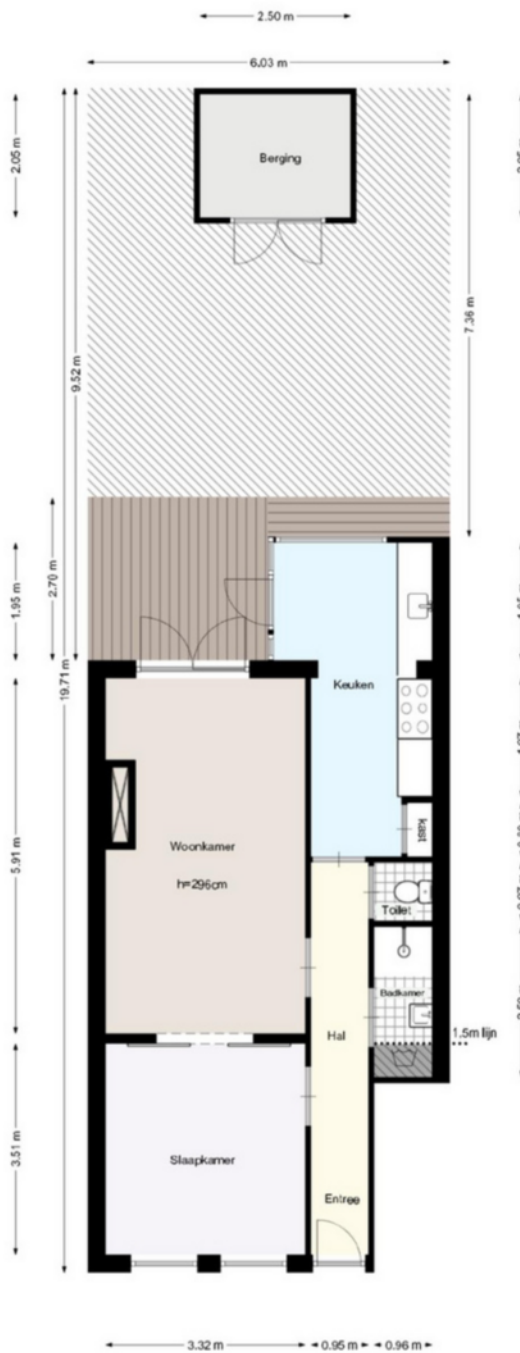 2.50 m
6.03 m
2.05 m
Berging
7.36 m
9.52 m
2.70 m
1.95 m
19.71 m
Keuken
kast
Woonkamer
h=296cm
5.91 m
Toilet
Badkamer
1.5m lijn
Hal
3.51 m
Slaapkamer
Entree
3.32 m
0.95 m
0.96 m